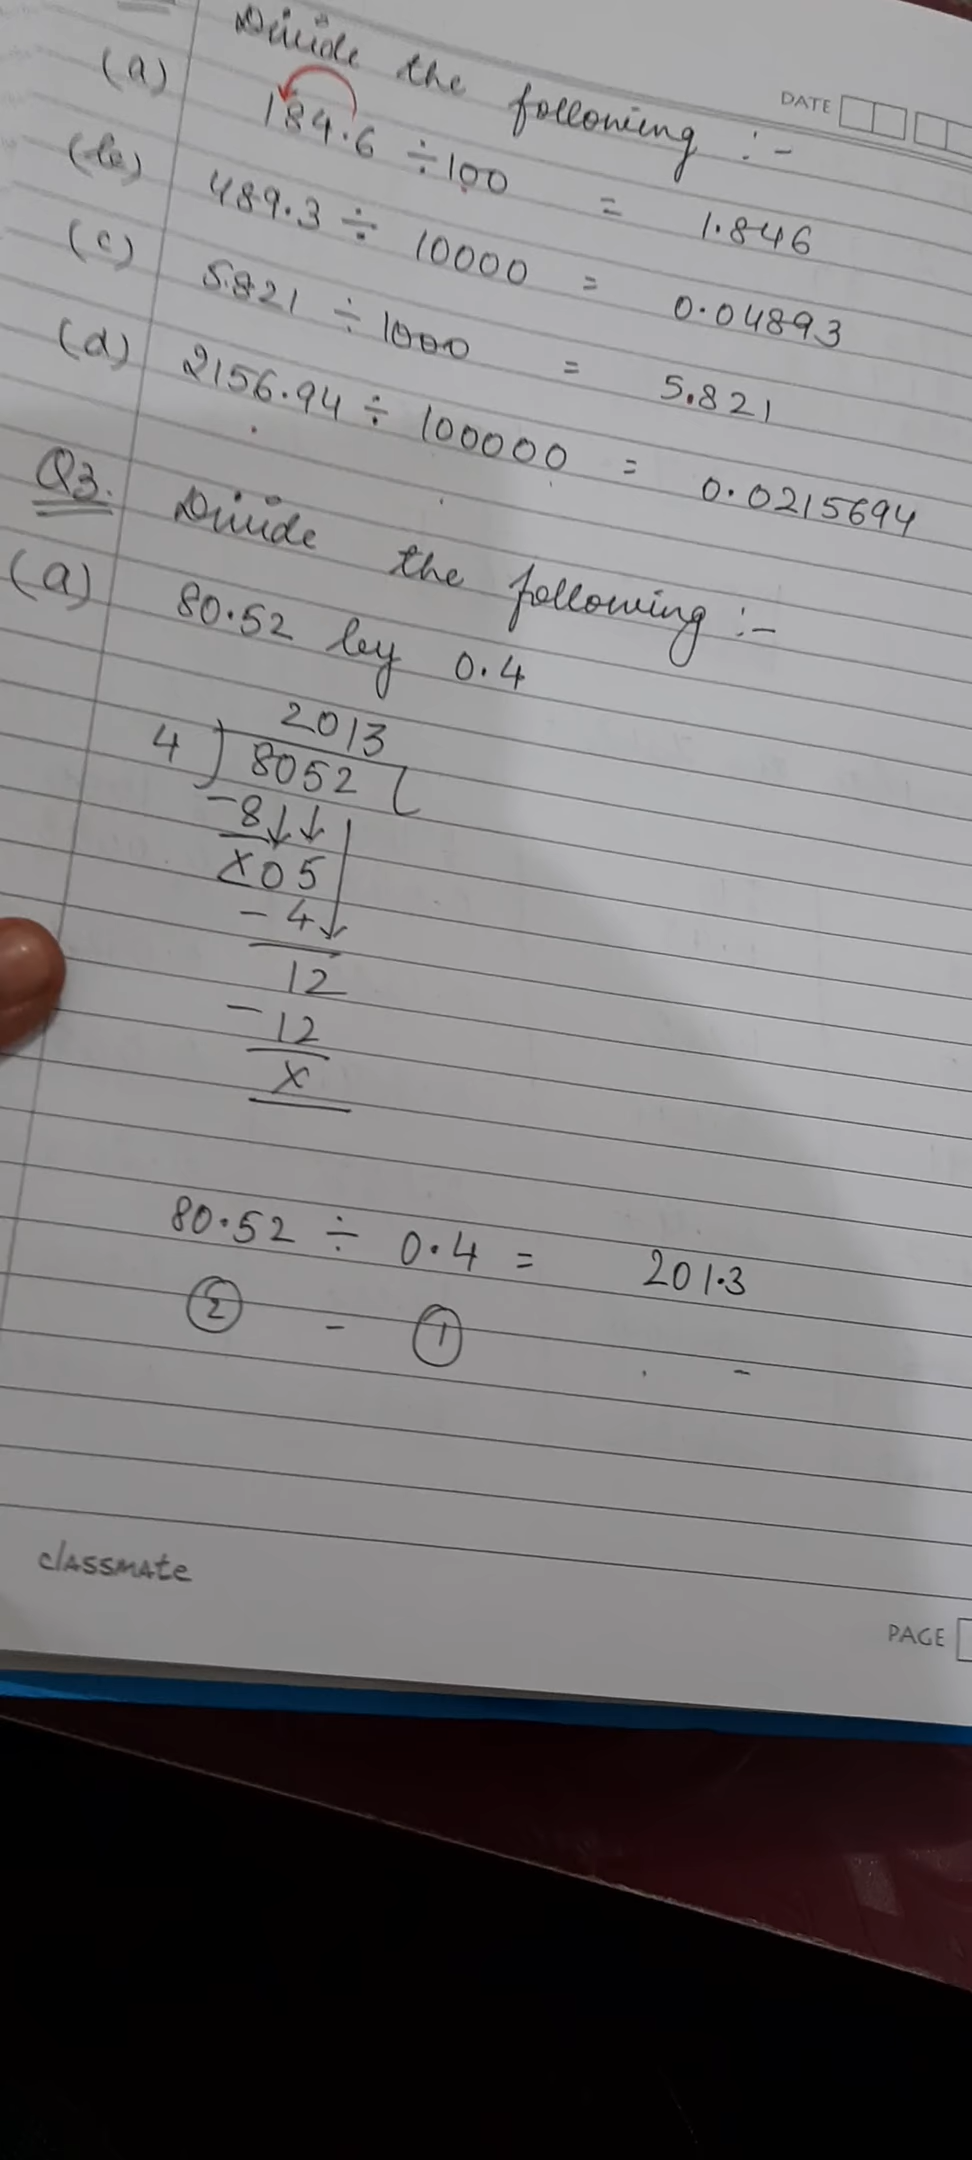 Divide the following :-
DATE
(a) 184.6 ÷ 100 = 1.846
(b) 489.3 ÷ 10000 = 0.04893
(c) 5.821 ÷ 1000 = 5.821
(d) 2156.94 ÷ 100000 = 0.0215694
Q3. Divide the following :-
(a) 80.52 by 0.4
2013
4 ) 8052 (
-8
x05
-4
12
-12
x
80.52 ÷ 0.4 = 201.3
2 - 1 -
classmate
PAGE